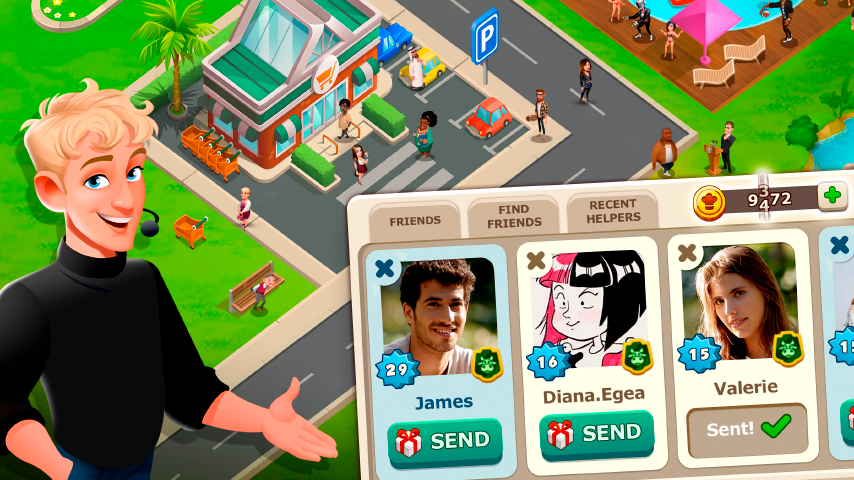 P
FRIENDS
FIND
FRIENDS
RECENT
HELPERS
29
James
SEND
16
Diana.Egea
SEND
15
Valerie
Sent!